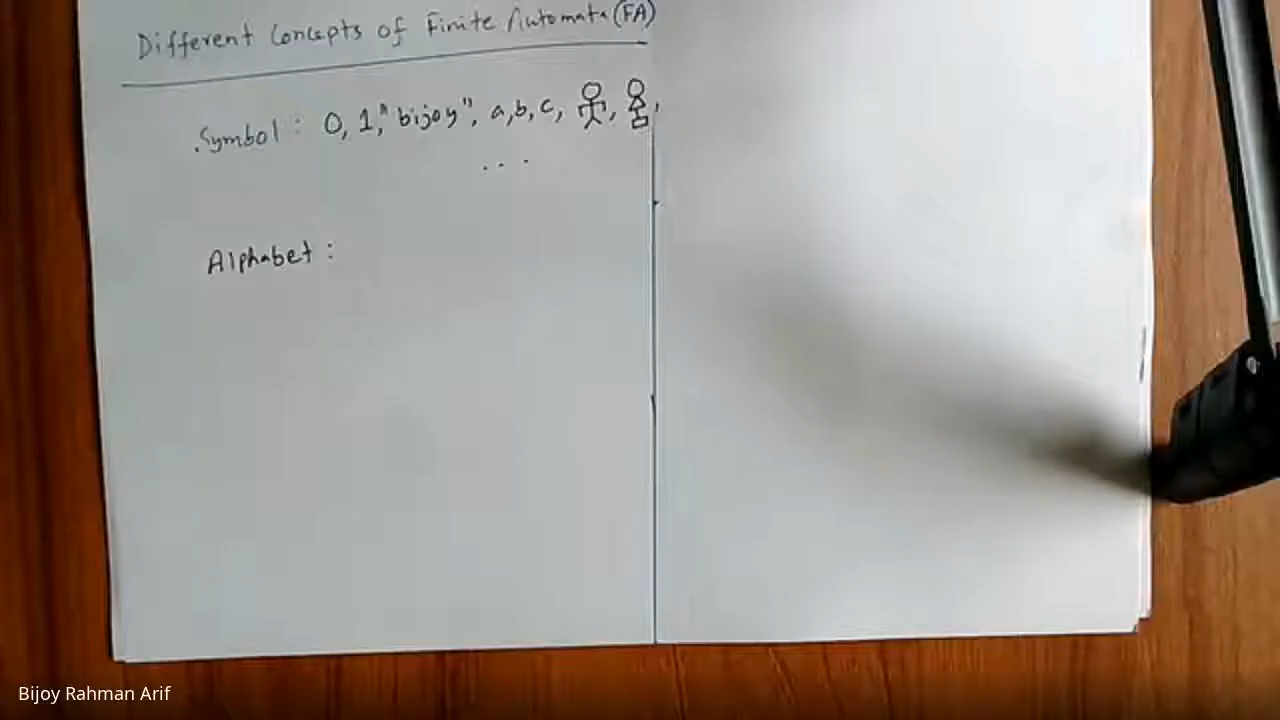 Different Concepts of Finite Automata (FA)
Symbol : 0, 1, "bijoy", a, b, c, , ,
. . .
Alphabet :
Bijoy Rahman Arif